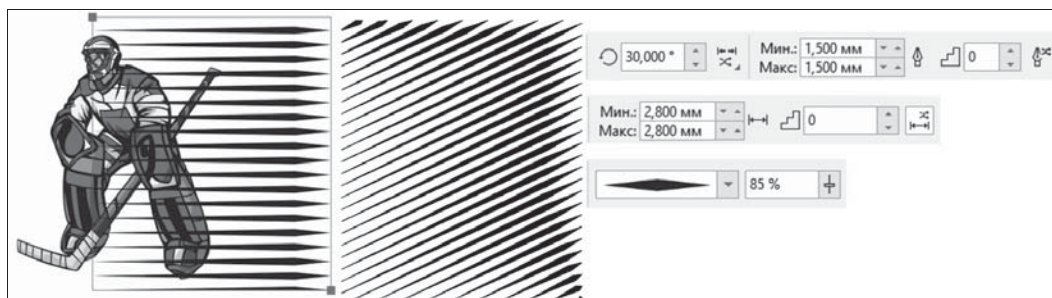 30,000 °
Мин.: 1,500 мм
0
Макс: 1,500 мм
Мин.: 2,800 мм
0
Макс: 2,800 мм
85 %